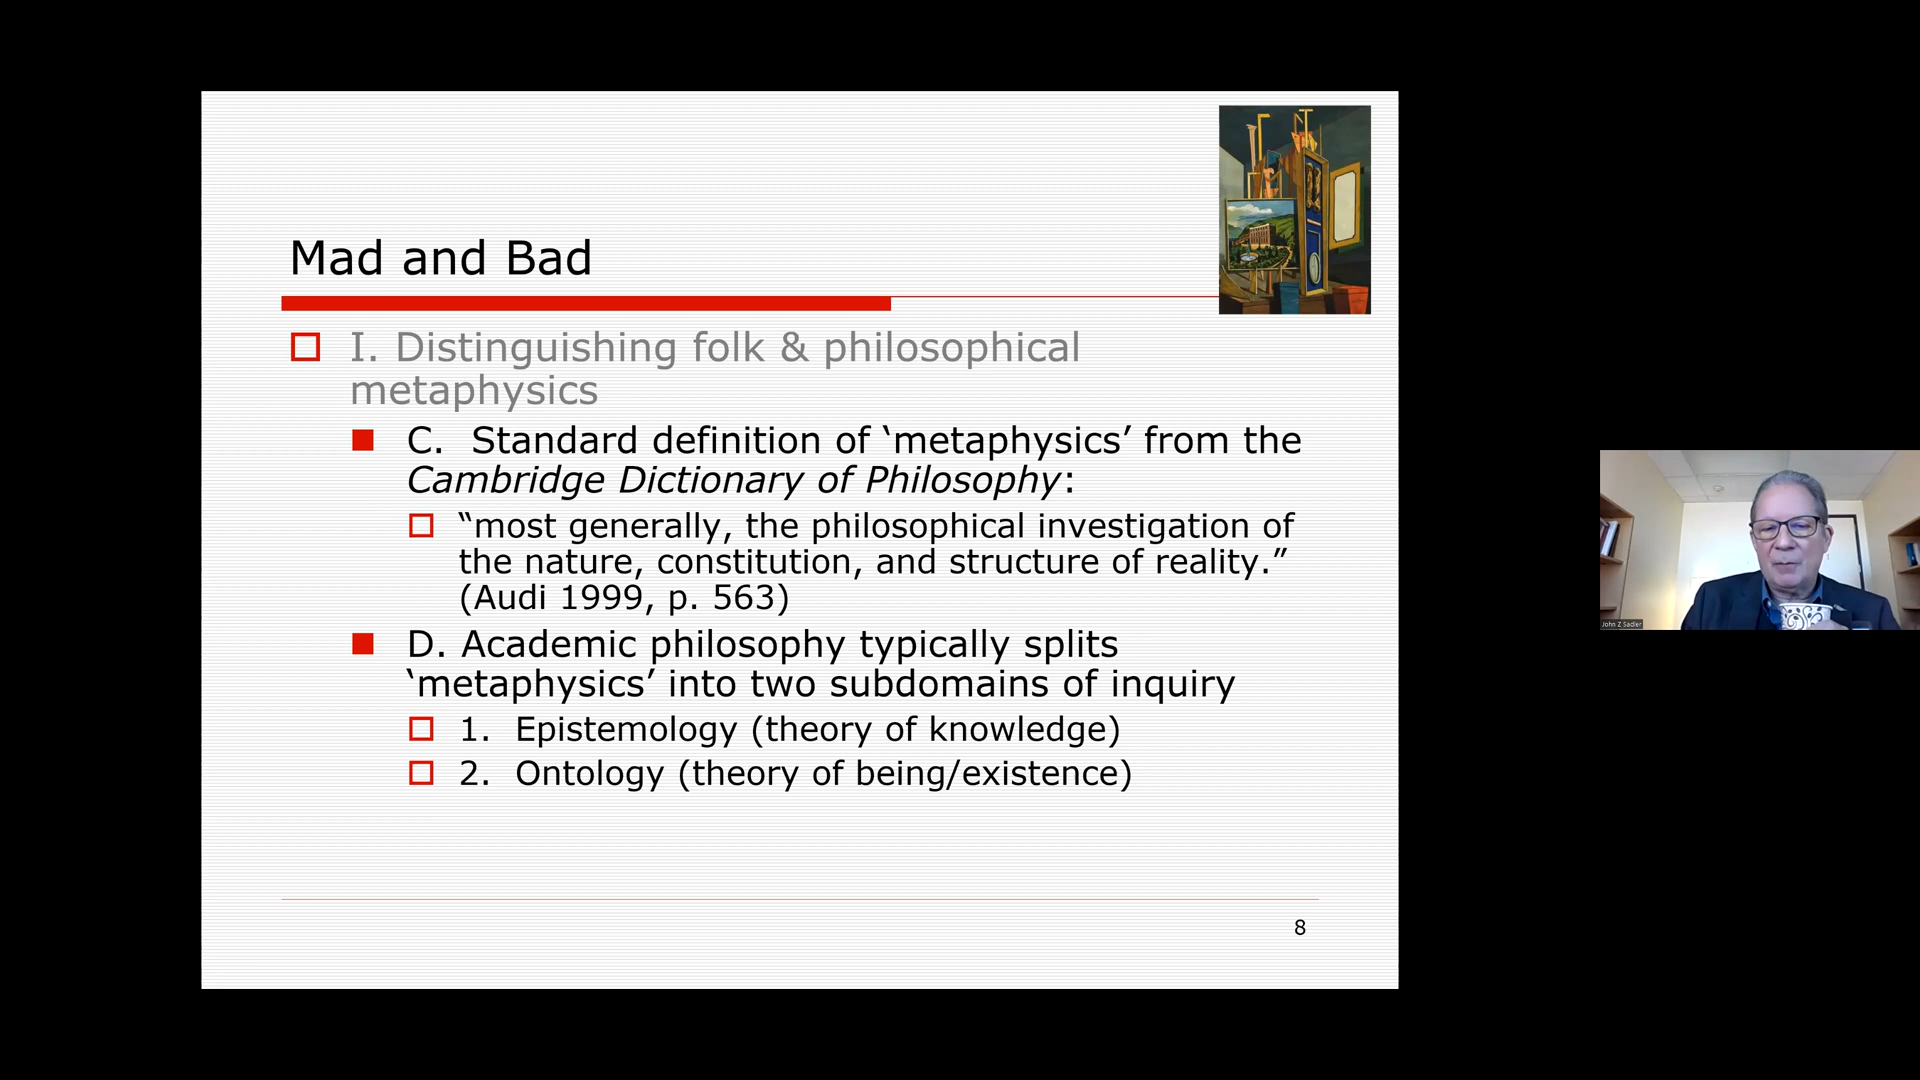 Mad and Bad
I. Distinguishing folk & philosophical
metaphysics
C. Standard definition of ‘metaphysics’ from the
Cambridge Dictionary of Philosophy:
“most generally, the philosophical investigation of
the nature, constitution, and structure of reality.”
(Audi 1999, p. 563)
D. Academic philosophy typically splits
‘metaphysics’ into two subdomains of inquiry
1. Epistemology (theory of knowledge)
2. Ontology (theory of being/existence)
8
John Z Sadler